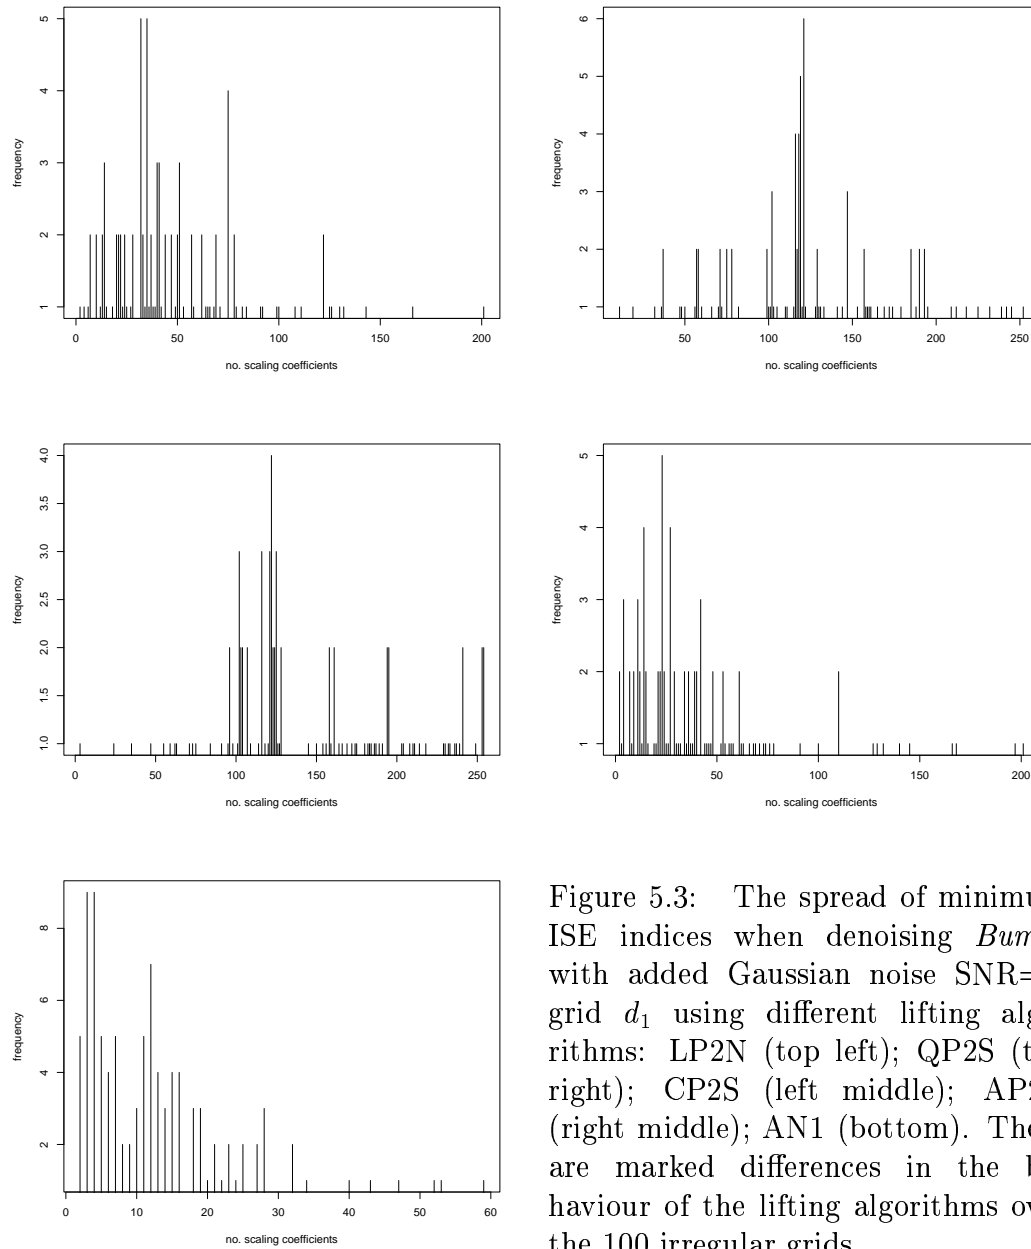 5
4
3
2
1
frequency
0 50 100 150 200
no. scaling coefficients
6
5
4
3
2
1
frequency
50 100 150 200 250
no. scaling coefficients
4.0
3.5
3.0
2.5
2.0
1.5
1.0
frequency
0 50 100 150 200 250
no. scaling coefficients
5
4
3
2
1
frequency
0 50 100 150 200
no. scaling coefficients
8
6
4
2
frequency
0 10 20 30 40 50 60
no. scaling coefficients
Figure 5.3: The spread of minimu
ISE indices when denoising Bum
with added Gaussian noise SNR=
grid d₁ using different lifting alg
rithms: LP2N (top left); QP2S (t
right); CP2S (left middle); AP2
(right middle); AN1 (bottom). The
are marked differences in the b
haviour of the lifting algorithms ov
the 100 irregular grids